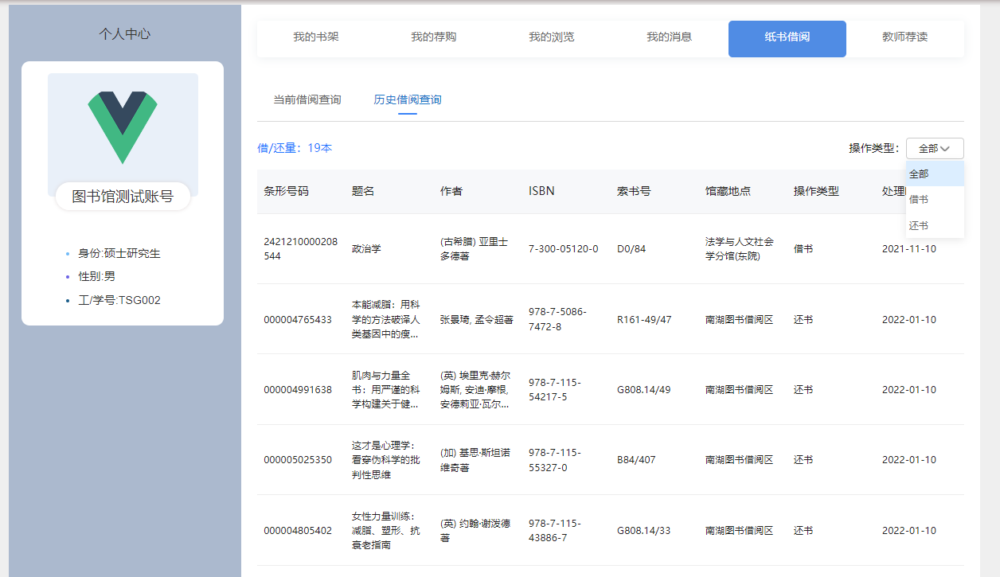 个人中心
图书馆测试账号
身份:硕士研究生
性别:男
工/学号:TSG002
我的书架 我的荐购 我的浏览 我的消息 纸书借阅 教师荐读
当前借阅查询 历史借阅查询
借/还量：19本 操作类型： 全部
全部
借书
还书
条形号码 题名 作者 ISBN 索书号 馆藏地点 操作类型 处理
2421210000208
544
政治学
(古希腊) 亚里士
多德著
7-300-05120-0
D0/84
法学与人文社会
学分馆(东院)
借书
2021-11-10
000004765433
本能减脂：用科
学的方法破译人
类基因中的瘦...
张景琦, 孟令超著
978-7-5086-
7472-8
R161-49/47
南湖图书借阅区
还书
2022-01-10
000004991638
肌肉与力量全
书：用严谨的科
学构建关于健...
(英) 埃里克·赫尔
姆斯, 安迪·摩根,
安德莉亚·瓦尔...
978-7-115-
54217-5
G808.14/49
南湖图书借阅区
还书
2022-01-10
000005025350
这才是心理学：
看穿伪科学的批
判性思维
(加) 基思·斯坦诺
维奇著
978-7-115-
55327-0
B84/407
南湖图书借阅区
还书
2022-01-10
000004805402
女性力量训练：
减脂、塑形、抗
衰老指南
(英) 约翰·谢泼德
著
978-7-115-
43886-7
G808.14/33
南湖图书借阅区
还书
2022-01-10